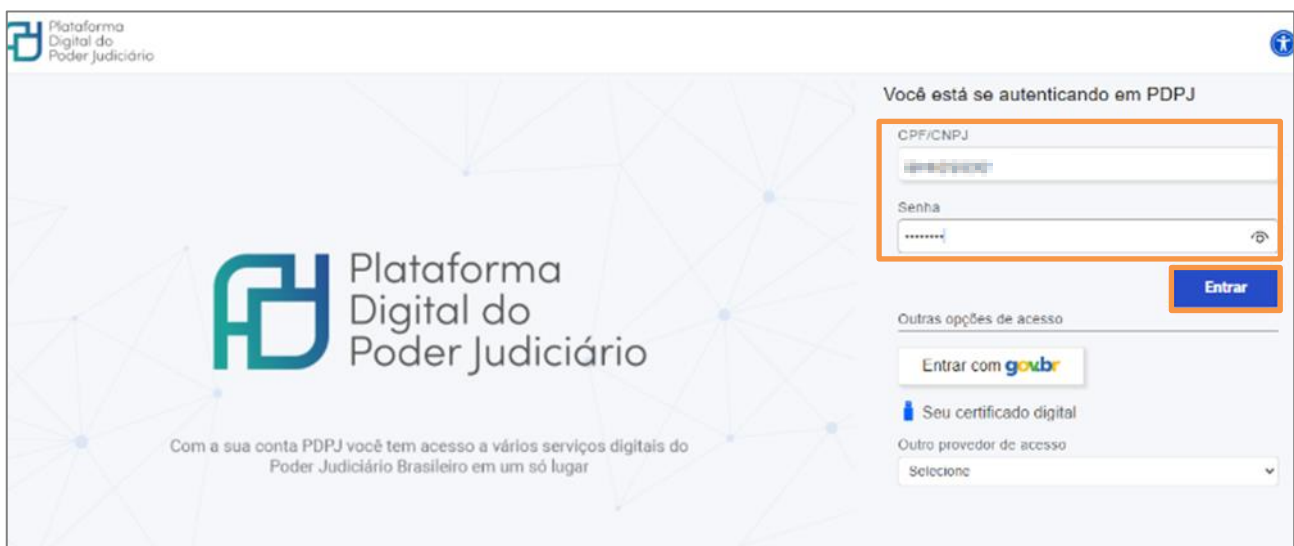 Plataforma
Digital do
Poder Judiciário
Você está se autenticando em PDPJ
CPF/CNPJ
Senha
Entrar
Outras opções de acesso
Entrar com gov.br
Seu certificado digital
Outro provedor de acesso
Selecione
Plataforma
Digital do
Poder Judiciário
Com a sua conta PDPJ você tem acesso a vários serviços digitais do
Poder Judiciário Brasileiro em um só lugar